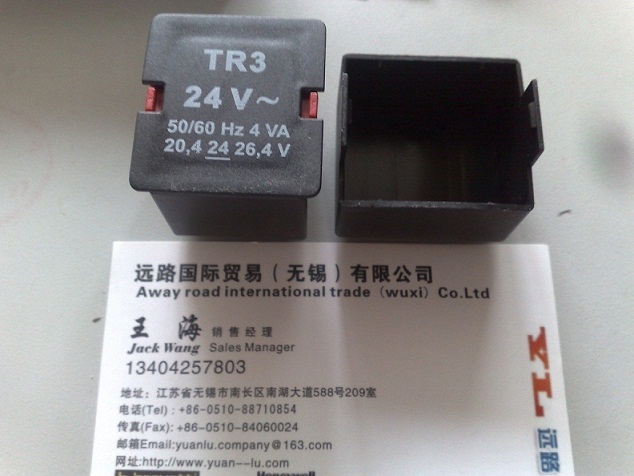 TR3
24 V~
50/60 Hz 4 VA
20,4 24 26,4 V
远路国际贸易（无锡）有限公司
Away road international trade（wuxi）Co.Ltd
王 海 销售经理
Jack Wang Sales Manager
13404257803
地址：江苏省无锡市南长区南湖大道588号209室
电话(Tel)：+86-0510-88710854
传真(Fax): +86-0510-84060024
邮箱Email:yuanlu.company@163.com
网址:http://www.yuan--lu.com
YL 远路